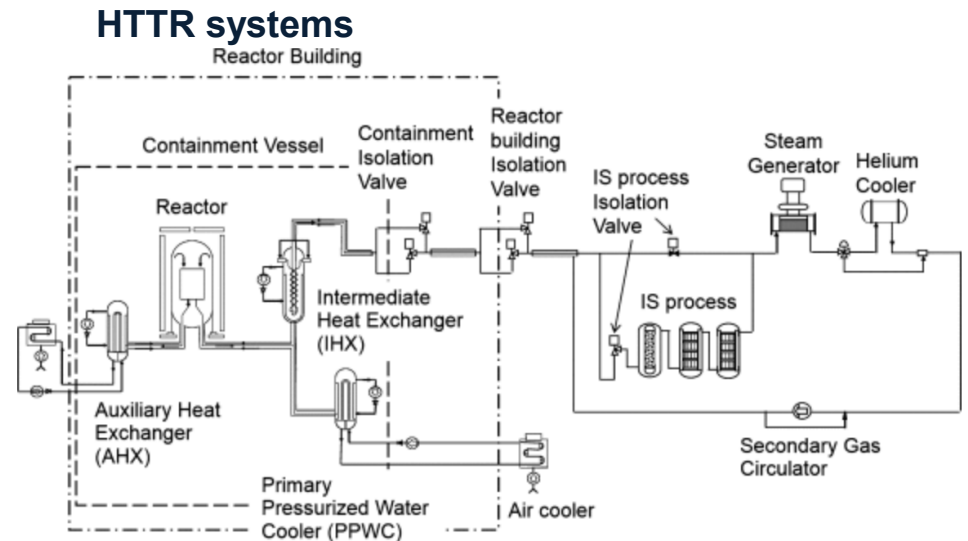 HTTR systems
Reactor Building
Containment Vessel
Containment
Isolation
Valve
Reactor
building
Isolation
Valve
IS process
Isolation
Valve
Steam
Generator
Helium
Cooler
Reactor
Intermediate
Heat Exchanger
(IHX)
IS process
Auxiliary Heat
Exchanger
(AHX)
Secondary Gas
Circulator
Primary
Pressurized Water
Cooler (PPWC)
Air cooler